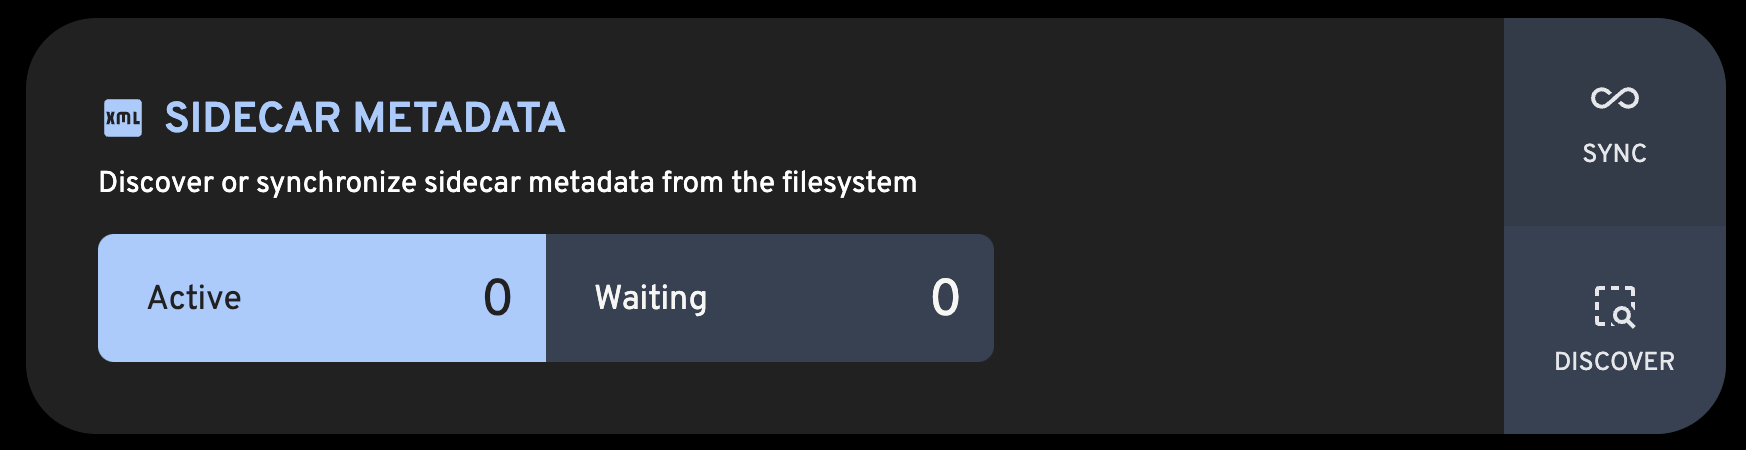 XML SIDECAR METADATA
Discover or synchronize sidecar metadata from the filesystem
Active 0 Waiting 0
SYNC
DISCOVER